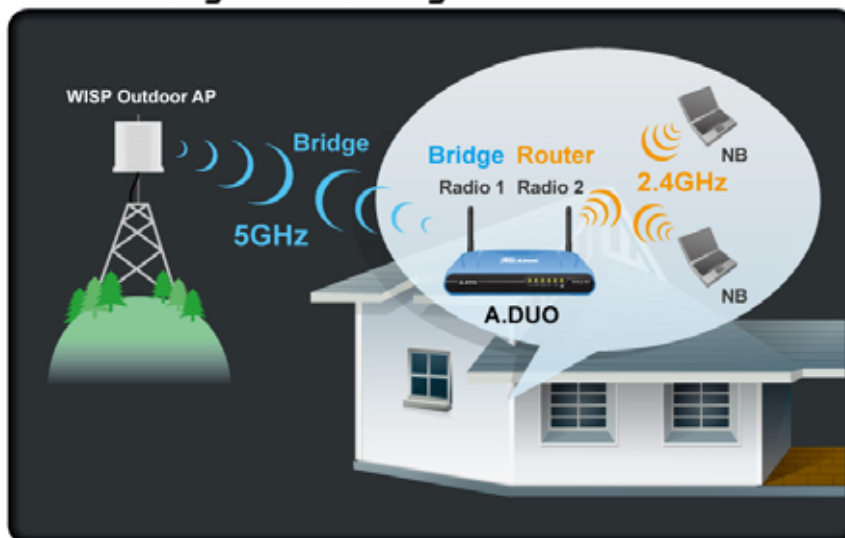 WISP Outdoor AP
Bridge
5GHz
Bridge Router
Radio 1 Radio 2
2.4GHz
NB
NB
A.DUO